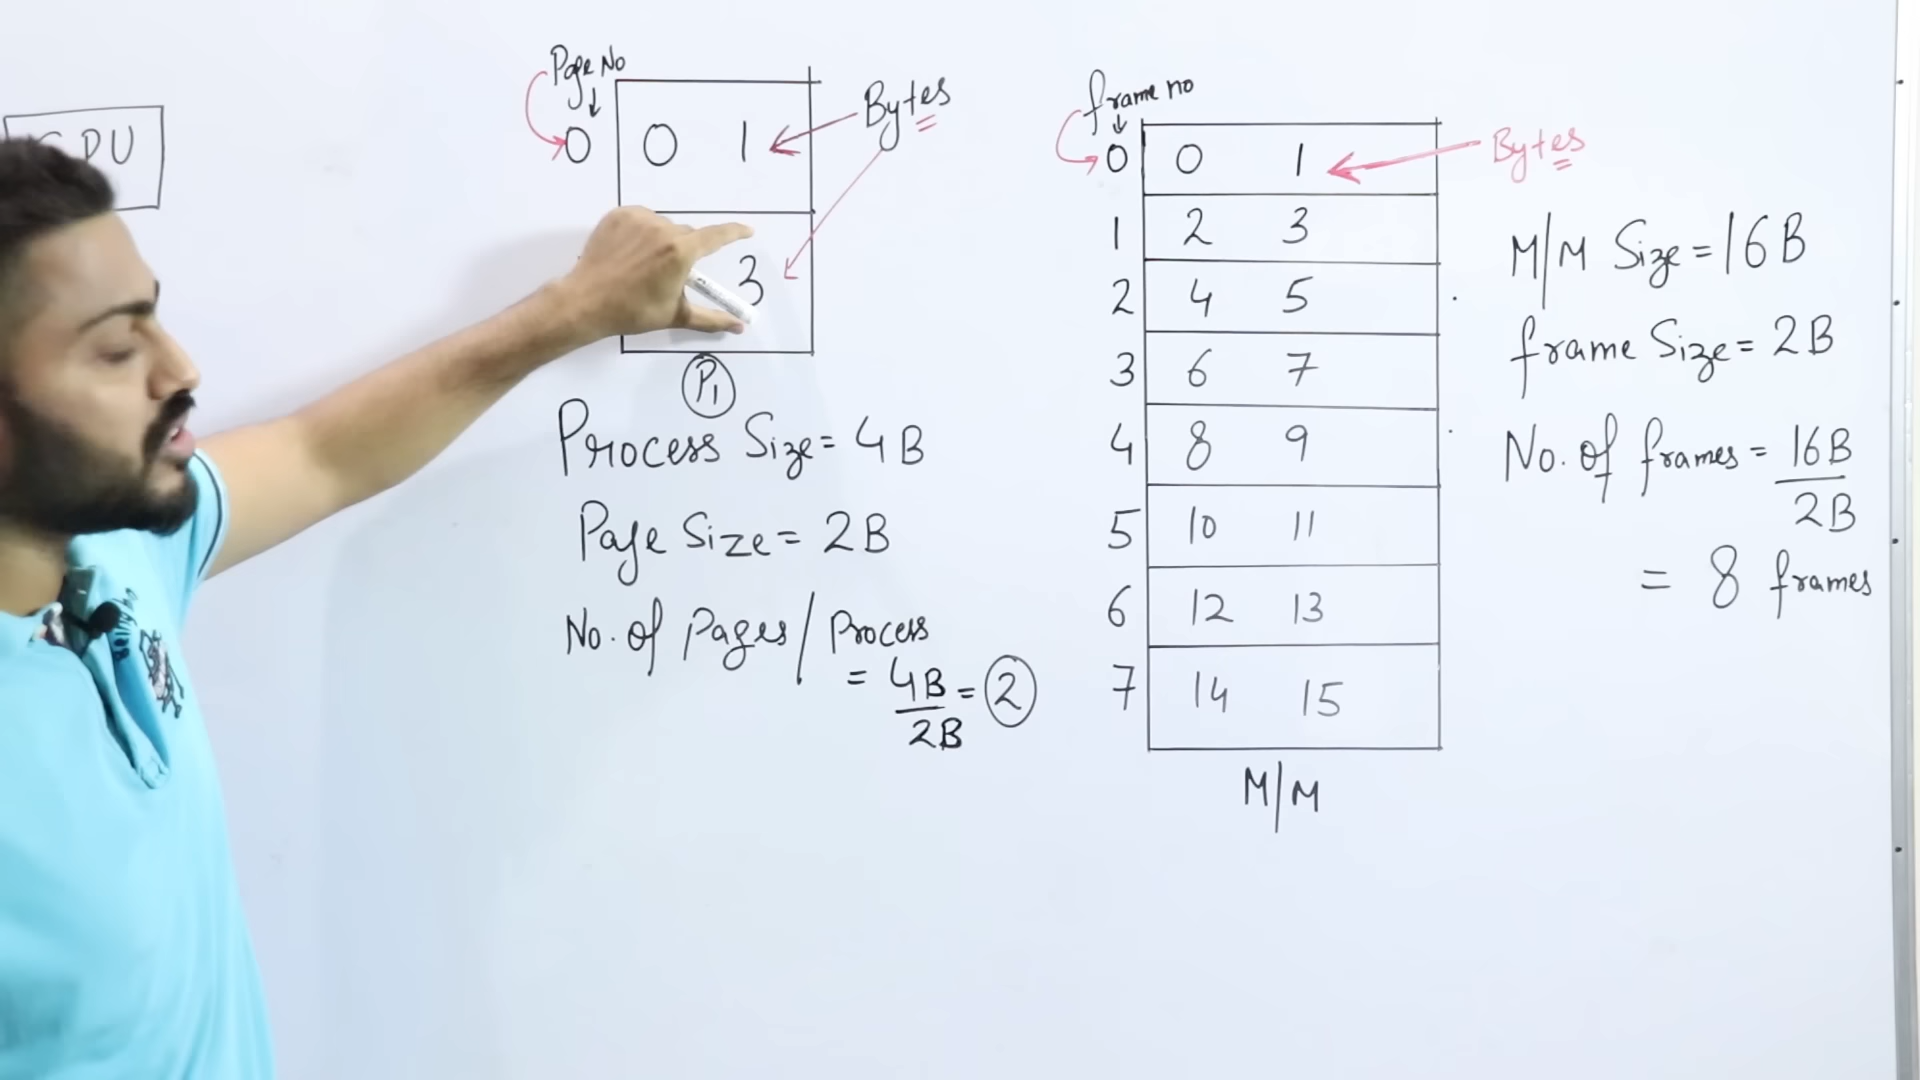 CPU
Page No
0 0 1
Bytes
3
P1
Process Size = 4B
Page Size = 2B
No. of Pages / Process
= 4B / 2B = 2
frame no
0 0 1
Bytes
1 2 3
2 4 5
3 6 7
4 8 9
5 10 11
6 12 13
7 14 15
M/M
M/M Size = 16B
frame Size = 2B
No. of frames = 16B / 2B
= 8 frames